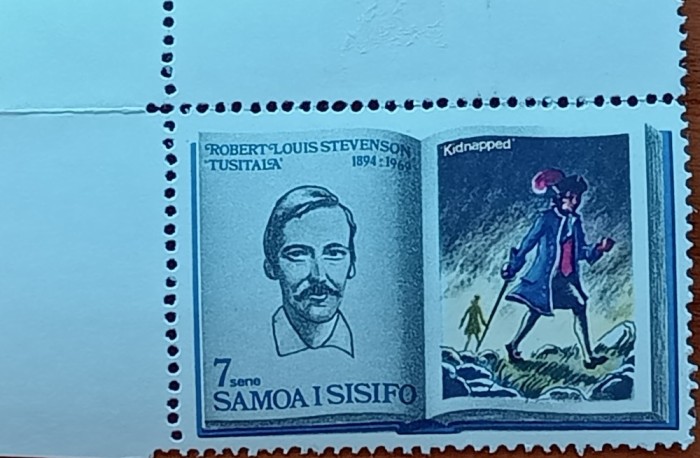 ROBERT LOUIS STEVENSON
'TUSITALA'
1894:1969
'Kidnapped'
7 sene
SAMOA I SISIFO